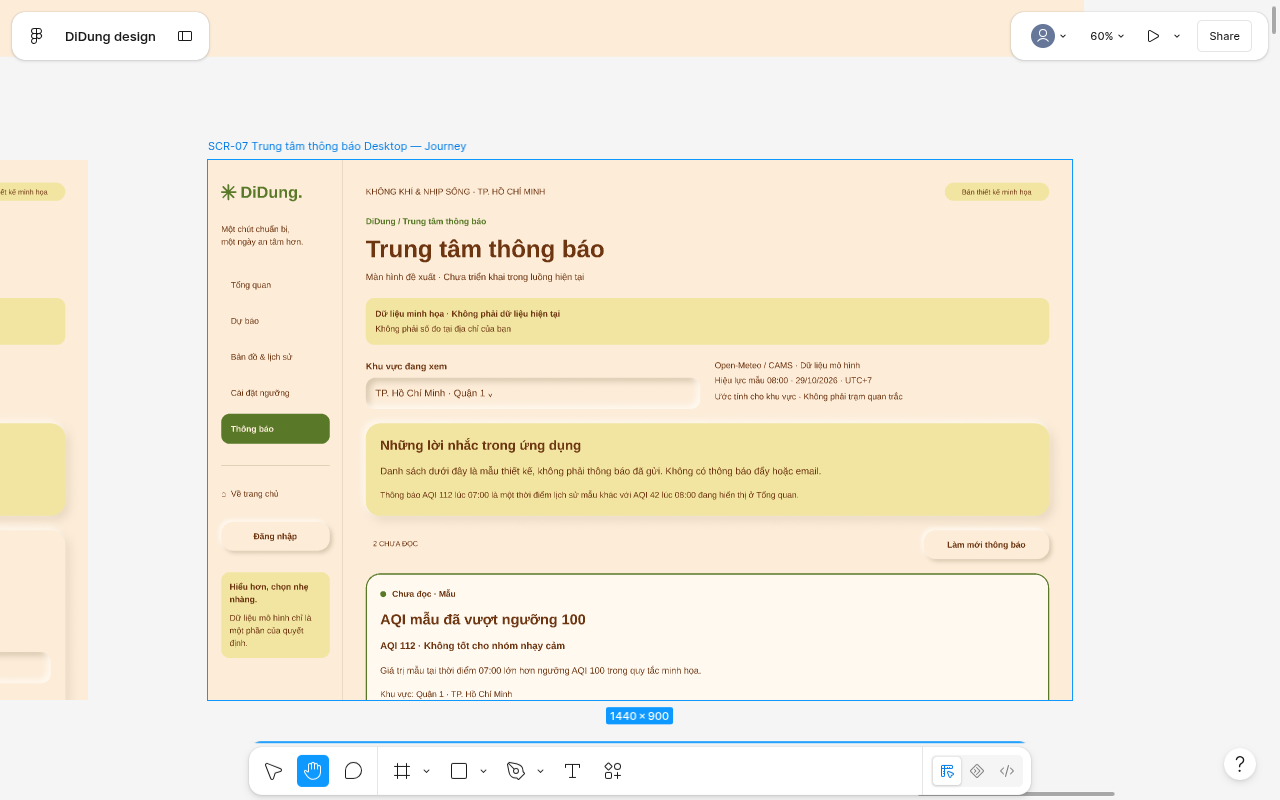 DiDung design
60%
Share
SCR-07 Trung tâm thông báo Desktop — Journey
ết kế minh họa
DiDung.
Một chút chuẩn bị,
một ngày an tâm hơn.
Tổng quan
Dự báo
Bản đồ & lịch sử
Cài đặt ngưỡng
Thông báo
Về trang chủ
Đăng nhập
Hiểu hơn, chọn nhẹ
nhàng.
Dữ liệu mô hình chỉ là
một phần của quyết
định.
KHÔNG KHÍ & NHỊP SỐNG · TP. HỒ CHÍ MINH
Bản thiết kế minh họa
DiDung / Trung tâm thông báo
Trung tâm thông báo
Màn hình đề xuất · Chưa triển khai trong luồng hiện tại
Dữ liệu minh họa · Không phải dữ liệu hiện tại
Không phải số đo tại địa chỉ của bạn
Khu vực đang xem
TP. Hồ Chí Minh · Quận 1
Open-Meteo / CAMS · Dữ liệu mô hình
Hiệu lực mẫu 08:00 · 29/10/2026 · UTC+7
Ước tính cho khu vực · Không phải trạm quan trắc
Những lời nhắc trong ứng dụng
Danh sách dưới đây là mẫu thiết kế, không phải thông báo đã gửi. Không có thông báo đẩy hoặc email.
Thông báo AQI 112 lúc 07:00 là một thời điểm lịch sử mẫu khác với AQI 42 lúc 08:00 đang hiển thị ở Tổng quan.
2 CHƯA ĐỌC
Làm mới thông báo
Chưa đọc · Mẫu
AQI mẫu đã vượt ngưỡng 100
AQI 112 · Không tốt cho nhóm nhạy cảm
Giá trị mẫu tại thời điểm 07:00 lớn hơn ngưỡng AQI 100 trong quy tắc minh họa.
Khu vực: Quận 1 · TP. Hồ Chí Minh
1440 × 900